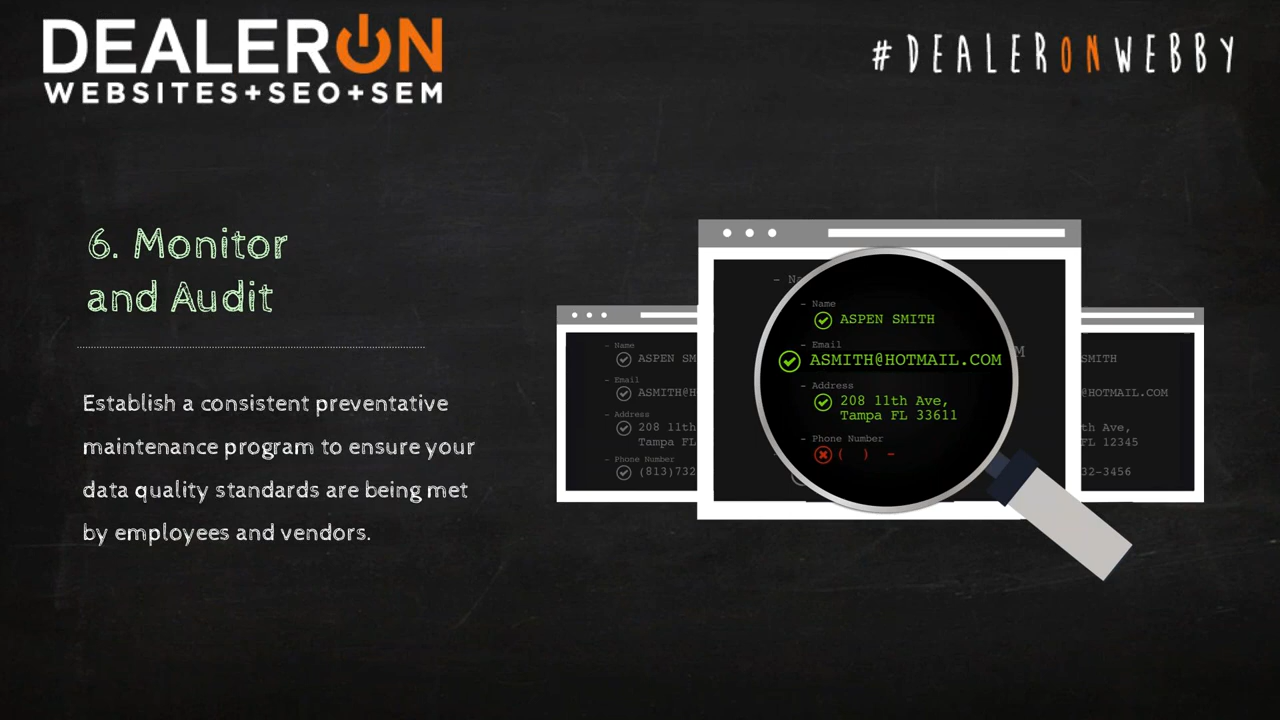 DEALERON
WEBSITES+SEO+SEM
#DEALERONWEBBY
6. Monitor
and Audit
Establish a consistent preventative
maintenance program to ensure your
data quality standards are being met
by employees and vendors.
- Name
ASPEN SM
- Email
ASMITH@H
- Address
208 11th
Tampa FL
- Phone Number
(813)732
- Na
- Name
ASPEN SMITH
- Email
ASMITH@HOTMAIL.COM
M
- Address
208 11th Ave,
Tampa FL 33611
- Phone Number
( ) -
SMITH
@HOTMAIL.COM
th Ave,
FL 12345
32-3456